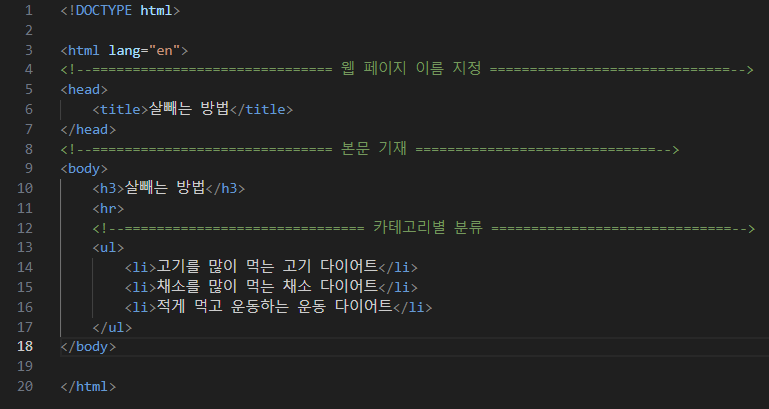 1 <!DOCTYPE html>
2
3 <html lang="en">
4 <!--============================== 웹 페이지 이름 지정 ==============================-->
5 <head>
6     <title>살빼는 방법</title>
7 </head>
8 <!--============================== 본문 기재 ==============================-->
9 <body>
10     <h3>살빼는 방법</h3>
11     <hr>
12     <!--============================== 카테고리별 분류 ==============================-->
13     <ul>
14         <li>고기를 많이 먹는 고기 다이어트</li>
15         <li>채소를 많이 먹는 채소 다이어트</li>
16         <li>적게 먹고 운동하는 운동 다이어트</li>
17     </ul>
18 </body>
19
20 </html>